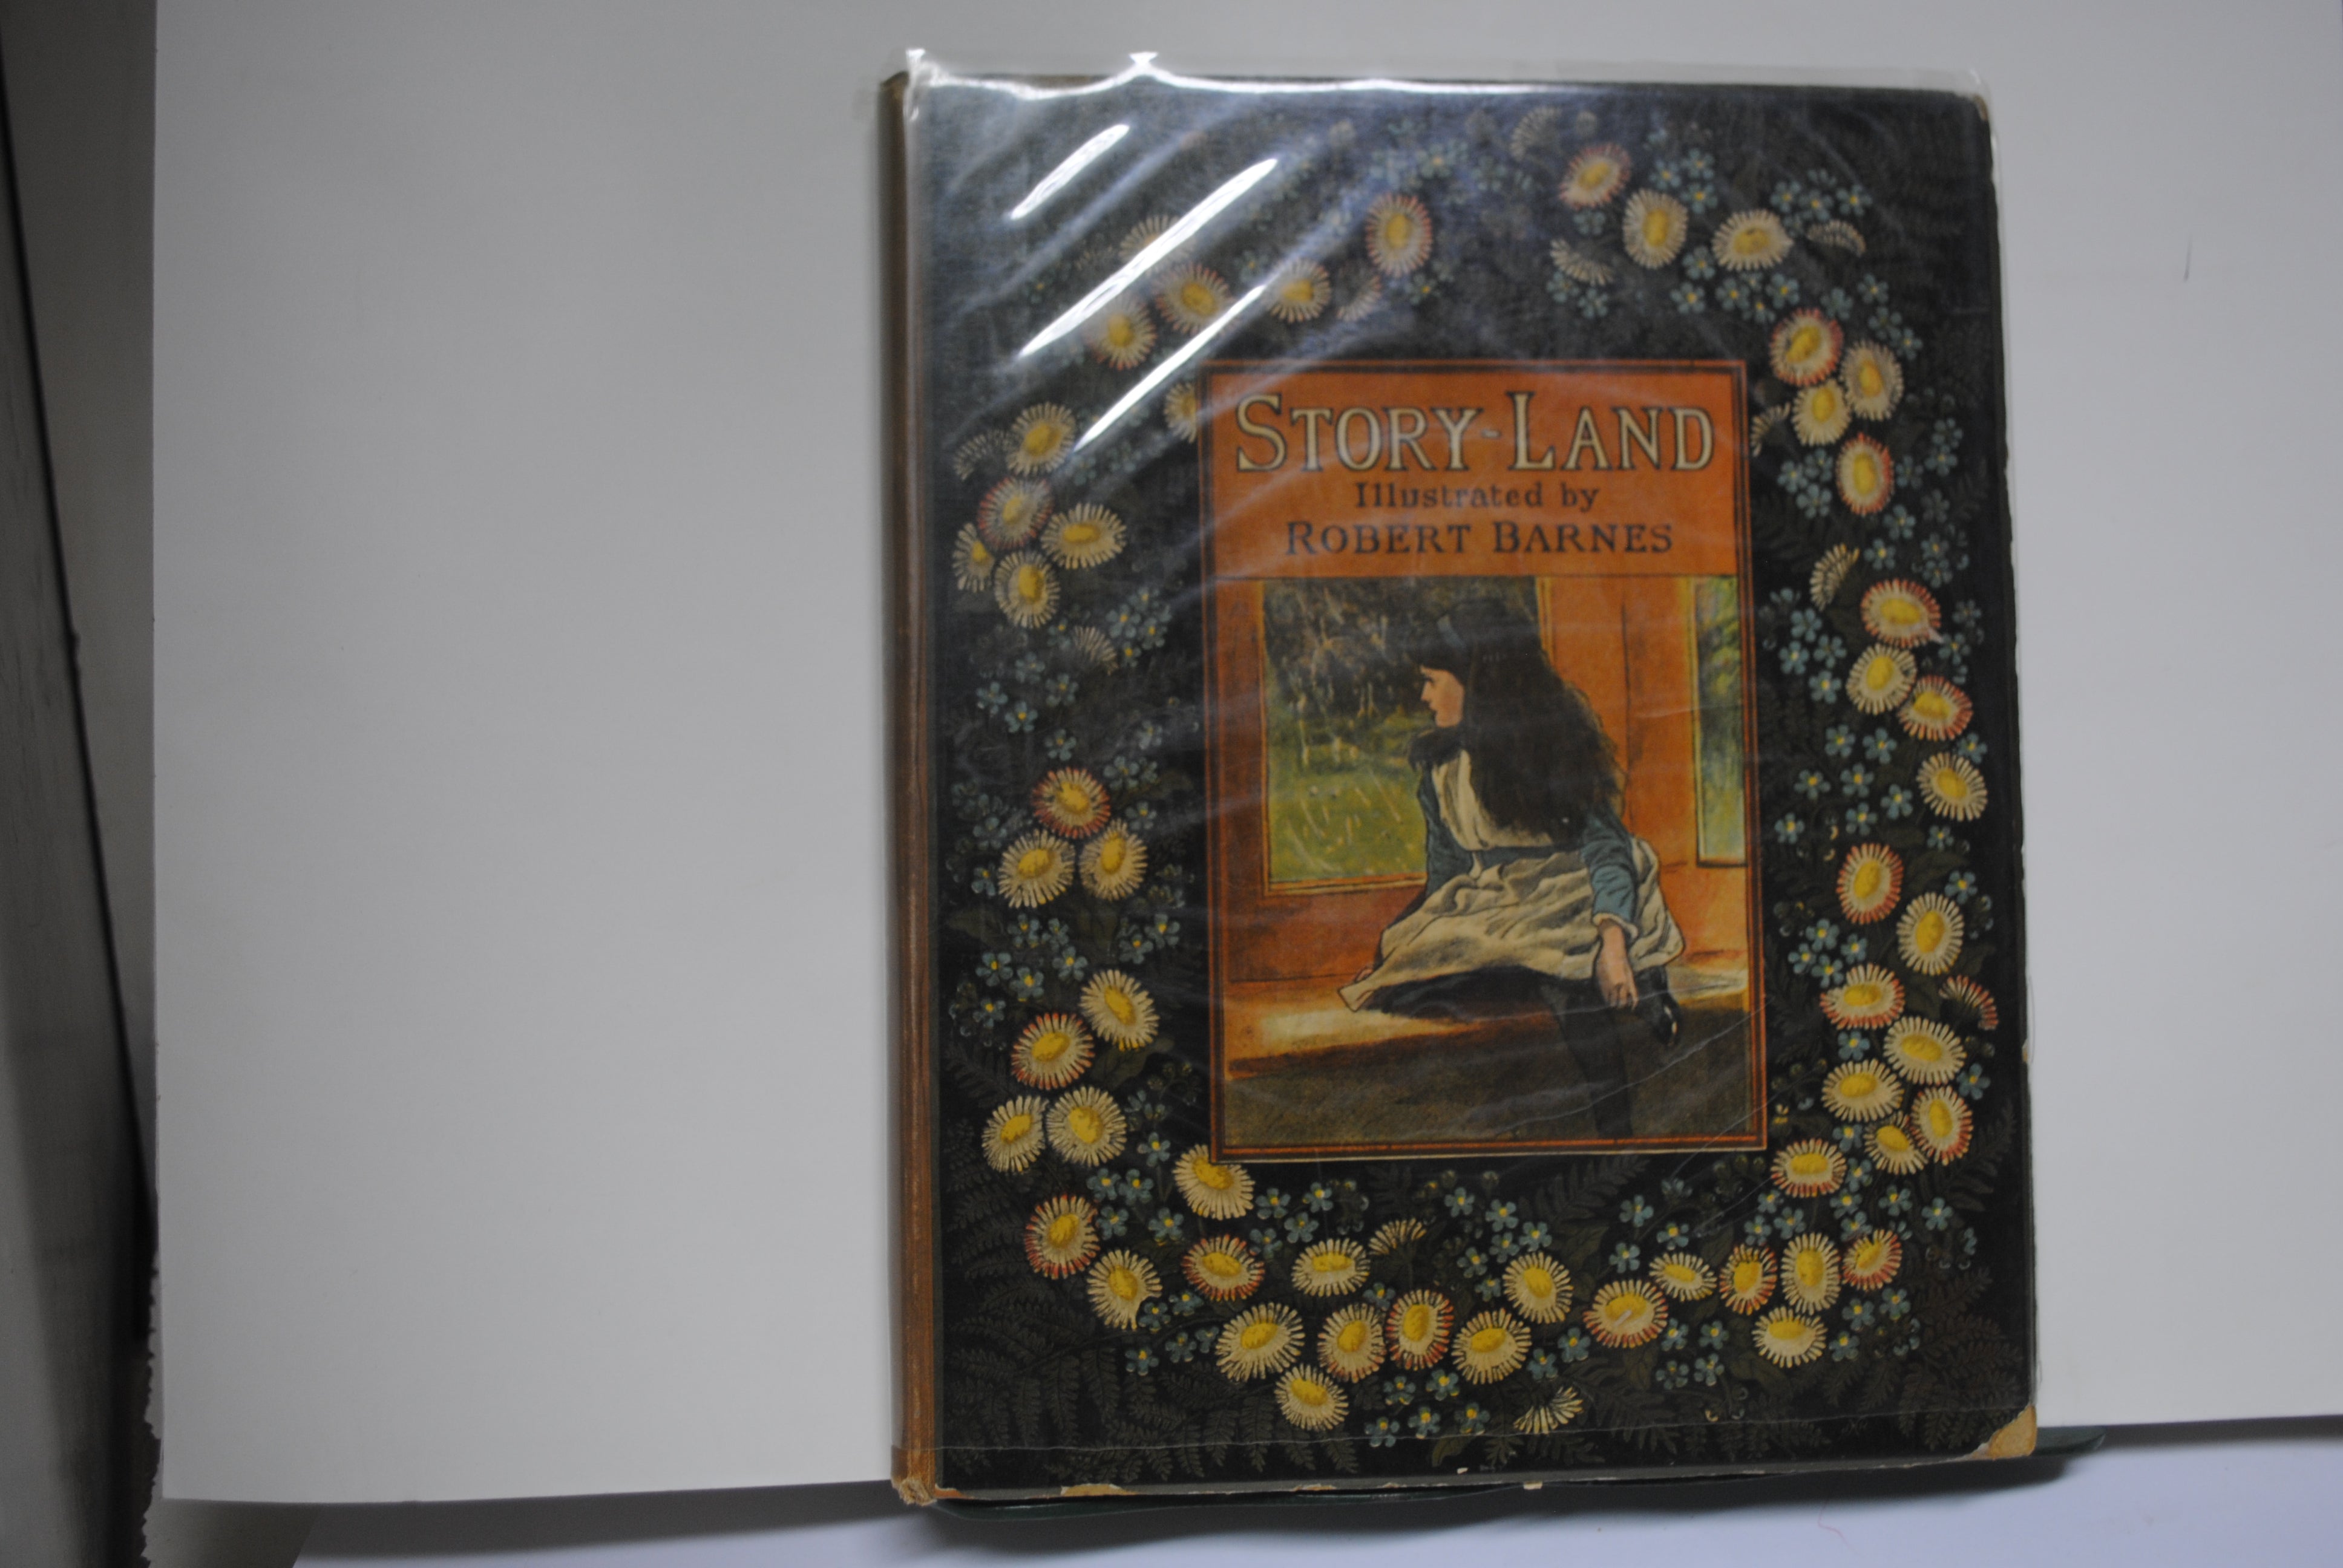 STORY-LAND
Illustrated by
ROBERT BARNES